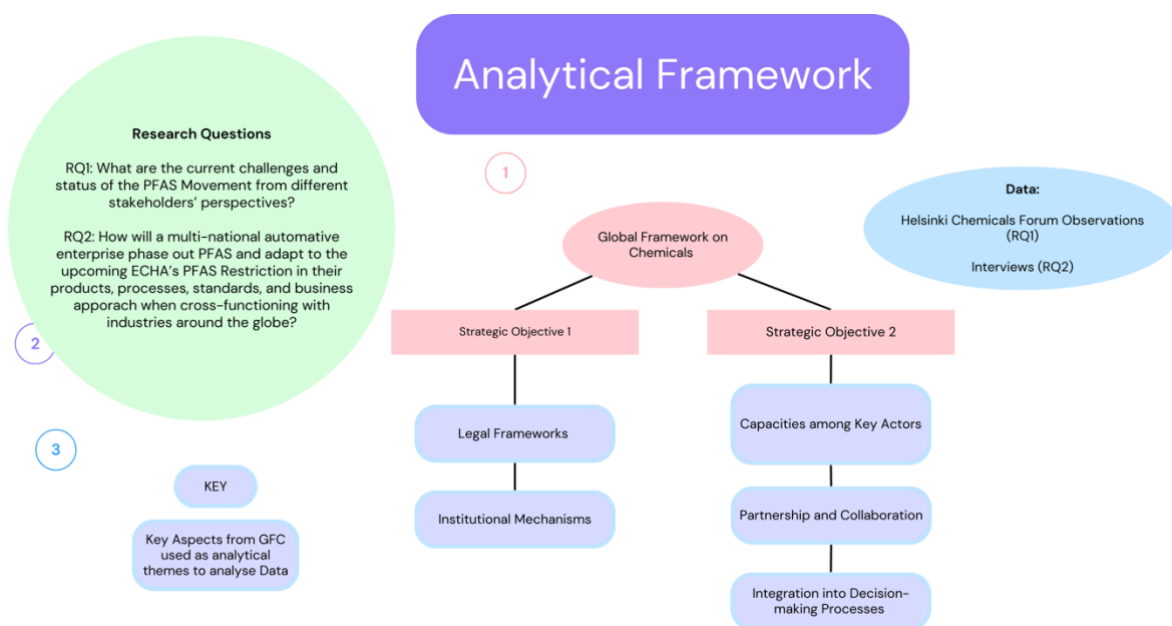 Analytical Framework
Research Questions
RQ1: What are the current challenges and
status of the PFAS Movement from different
stakeholders' perspectives?
RQ2: How will a multi-national automative
enterprise phase out PFAS and adapt to the
upcoming ECHA's PFAS Restriction in their
products, processes, standards, and business
apporach when cross-functioning with
industries around the globe?
1
Data:
Helsinki Chemicals Forum Observations
(RQ1)
Interviews (RQ2)
Global Framework on
Chemicals
Strategic Objective 1
Strategic Objective 2
2
Legal Frameworks
Institutional Mechanisms
Capacities among Key Actors
Partnership and Collaboration
Integration into Decision-
making Processes
3
KEY
Key Aspects from GFC
used as analytical
themes to analyse Data